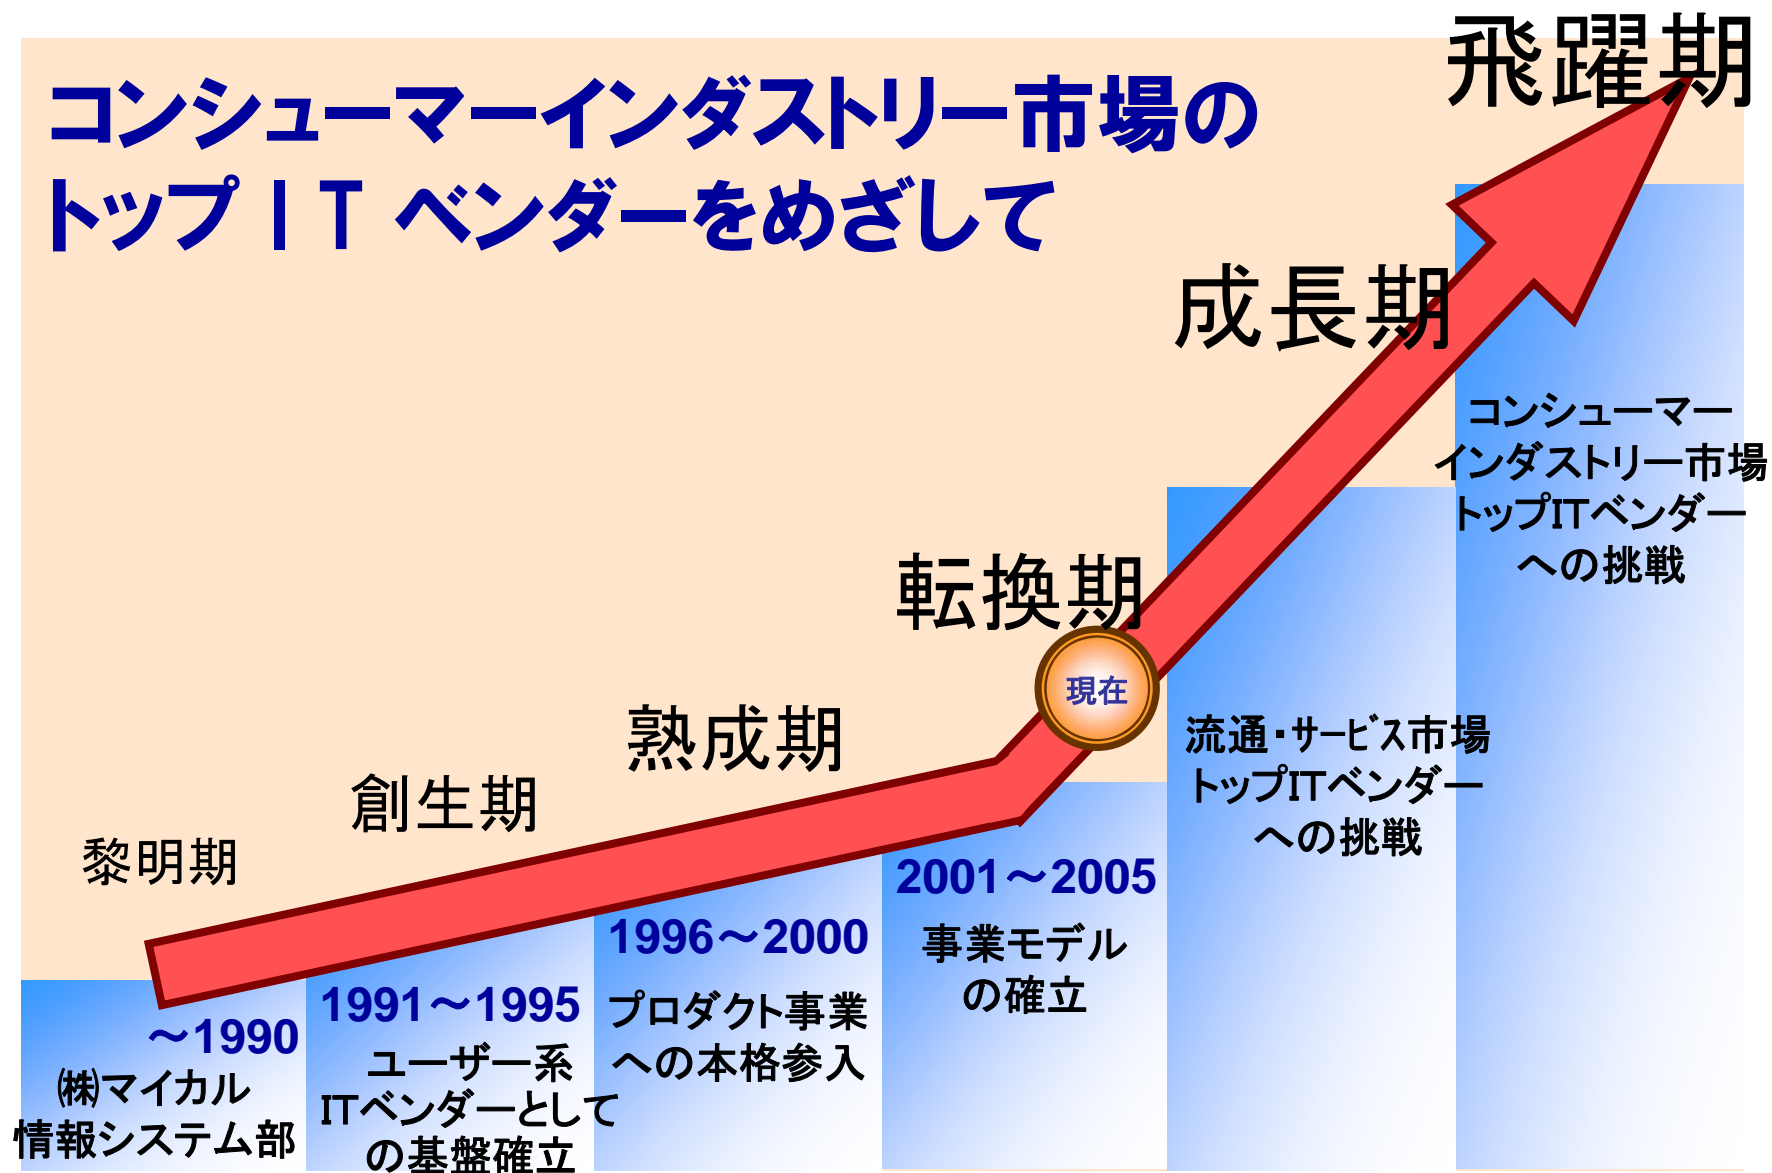 コンシューマーインダストリー市場の
トップIT ベンダーをめざして
黎明期
～1990
㈱マイカル
情報システム部
創生期
1991～1995
ユーザー系
ITベンダーとして
の基盤確立
熟成期
1996～2000
プロダクト事業
への本格参入
転換期
現在
2001～2005
事業モデル
の確立
成長期
流通・サービス市場
トップITベンダー
への挑戦
飛躍期
コンシューマー
インダストリー市場
トップITベンダー
への挑戦